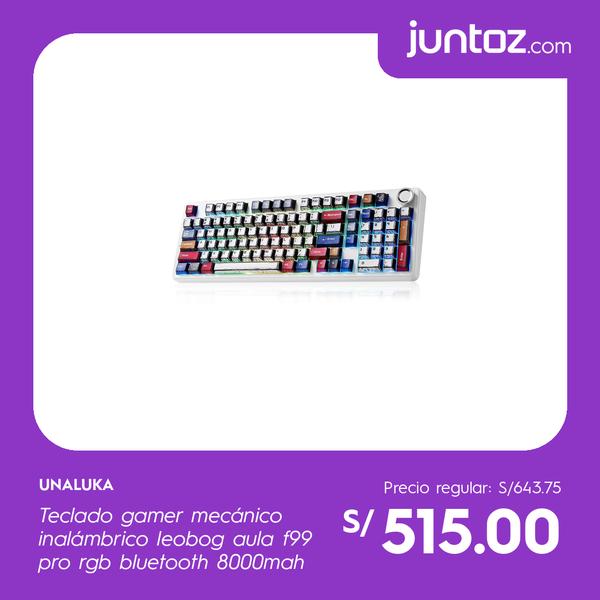 juntoz.com
UNALUKA
Teclado gamer mecánico
inalámbrico leobog aula f99
pro rgb bluetooth 8000mah
Precio regular: S/643.75
S/ 515.00